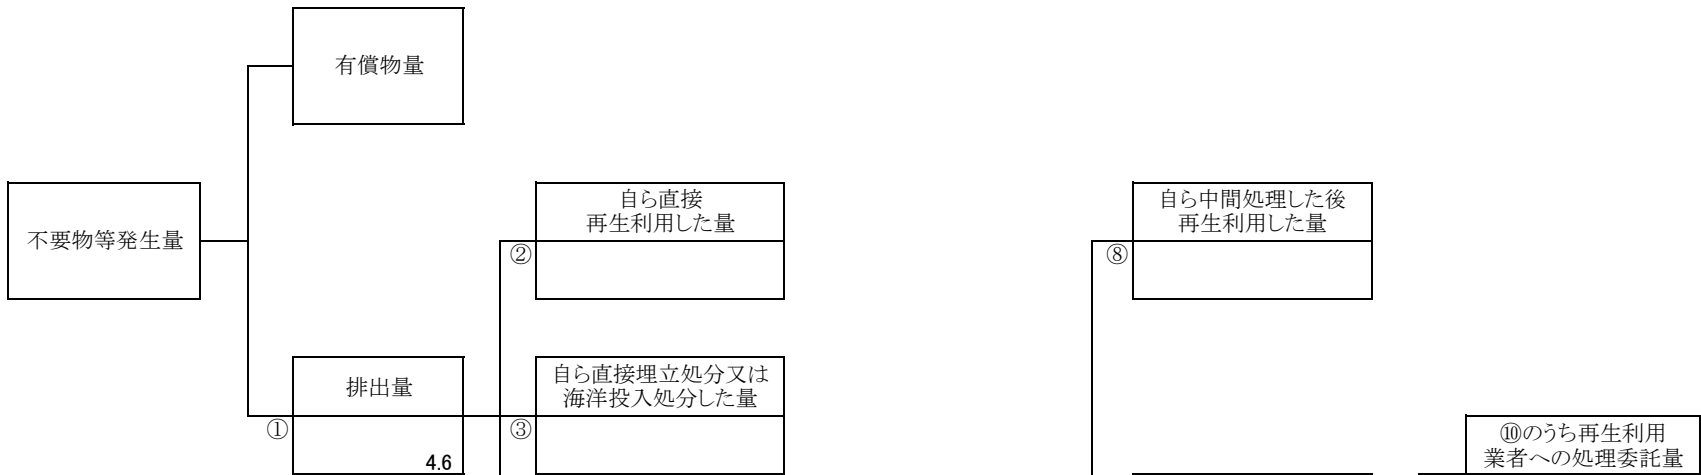 有償物量
不要物等発生量
自ら直接
再生利用した量
②
自ら中間処理した後
再生利用した量
⑧
排出量
①
4.6
自ら直接埋立処分又は
海洋投入処分した量
③
⑩のうち再生利用
業者への処理委託量